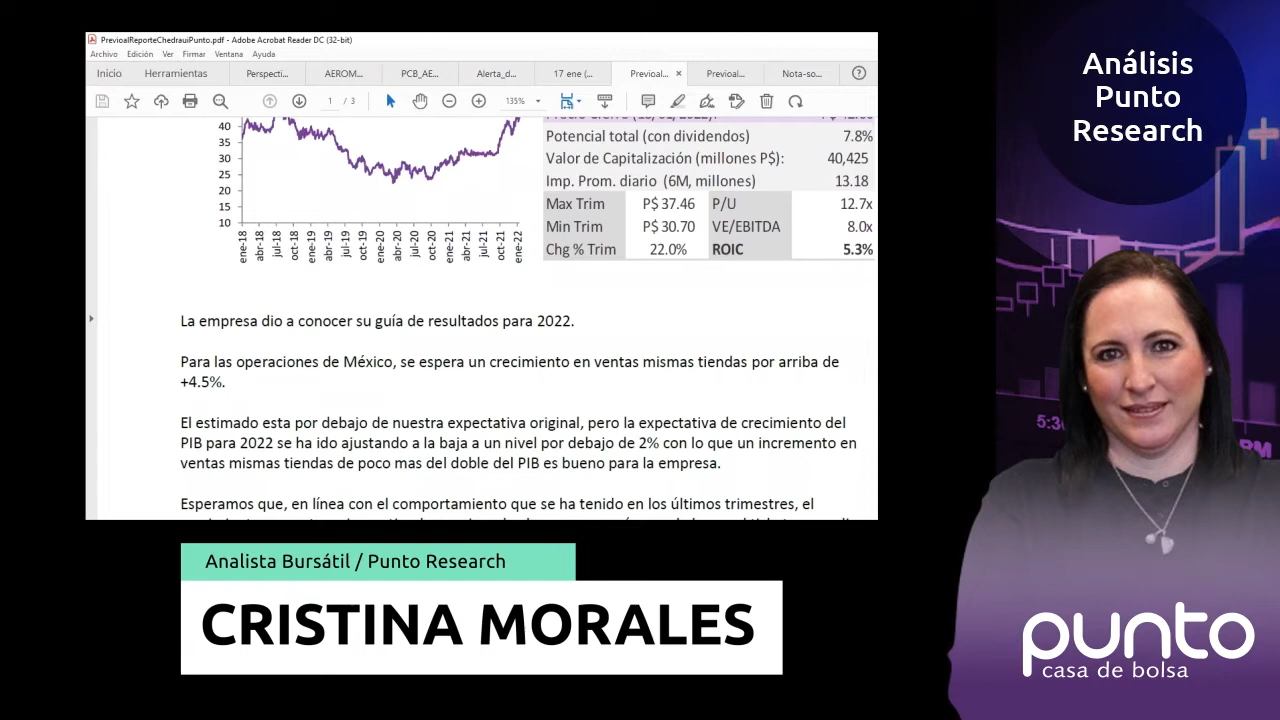 PrevioalReporteChedrauiPunto.pdf - Adobe Acrobat Reader DC (32-bit)
Archivo Edición Ver Firmar Ventana Ayuda
Inicio Herramientas Perspecti... AEROM... PCB_AE... Alerta_d... 17 ene (... Previoal... × Previoal... Nota-so...
1 / 3 135%
40
35
30
25
20
15
10
ene-18 abr-18 jul-18 oct-18 ene-19 abr-19 jul-19 oct-19 ene-20 abr-20 jul-20 oct-20 ene-21 abr-21 jul-21 oct-21 ene-22
Potencial total (con dividendos) 7.8%
Valor de Capitalización (millones P$): 40,425
Imp. Prom. diario (6M, millones) 13.18
Max Trim P$ 37.46 P/U 12.7x
Min Trim P$ 30.70 VE/EBITDA 8.0x
Chg % Trim 22.0% ROIC 5.3%
La empresa dio a conocer su guía de resultados para 2022.
Para las operaciones de México, se espera un crecimiento en ventas mismas tiendas por arriba de
+4.5%.
El estimado esta por debajo de nuestra expectativa original, pero la expectativa de crecimiento del
PIB para 2022 se ha ido ajustando a la baja a un nivel por debajo de 2% con lo que un incremento en
ventas mismas tiendas de poco mas del doble del PIB es bueno para la empresa.
Esperamos que, en línea con el comportamiento que se ha tenido en los últimos trimestres, el
Analista Bursátil / Punto Research
CRISTINA MORALES
Análisis
Punto
Research
5:30
PM
punto
casa de bolsa